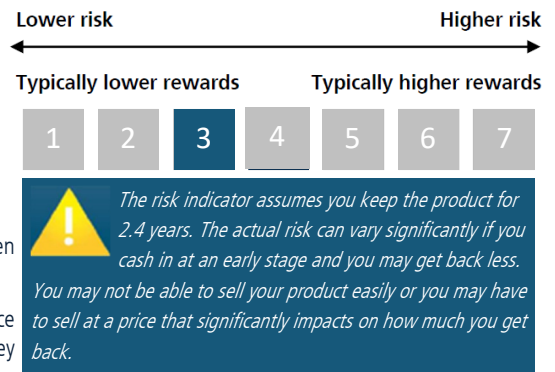 Lower risk Higher risk
Typically lower rewards Typically higher rewards
1 2 3 4 5 6 7
The risk indicator assumes you keep the product for
2.4 years. The actual risk can vary significantly if you
en
cash in at an early stage and you may get back less.
You may not be able to sell your product easily or you may have
ce
to sell at a price that significantly impacts on how much you get
ey
back.